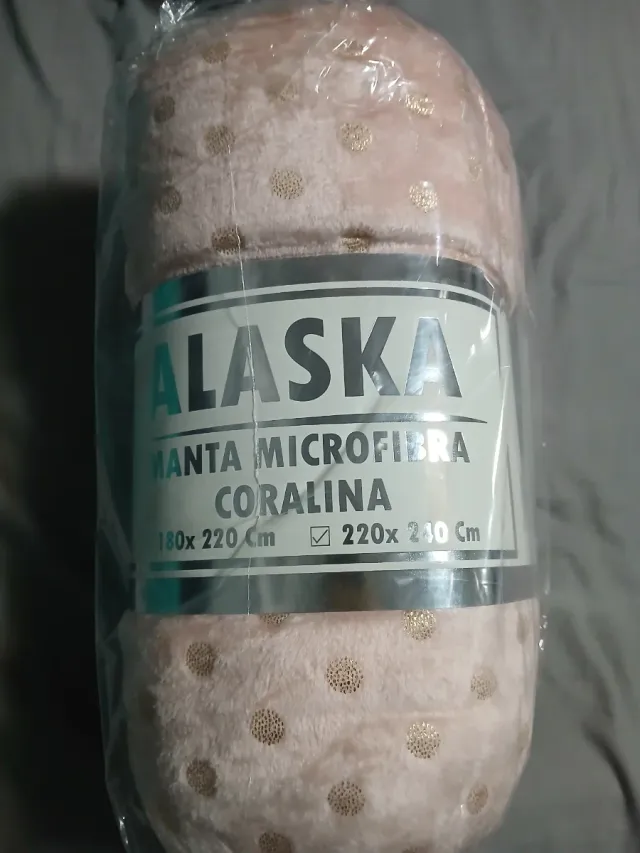 ALASKA
MANTA MICROFIBRA
CORALINA
180x 220 Cm ☑ 220x 240 Cm